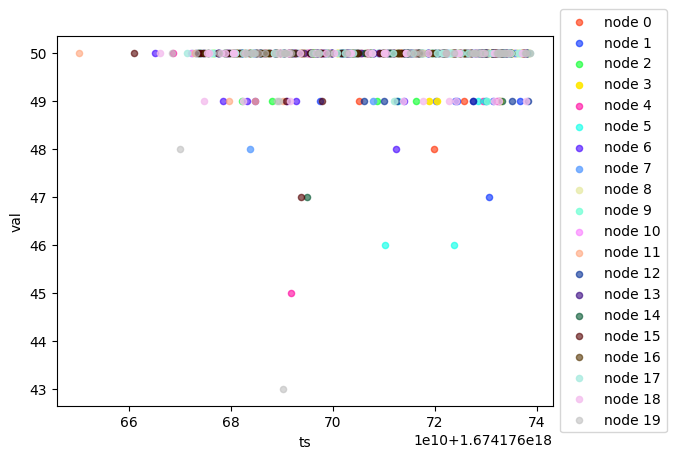 50
49
48
47
46
45
44
43
val
66
68
70
72
74
ts
1e10+1.674176e18
node 0
node 1
node 2
node 3
node 4
node 5
node 6
node 7
node 8
node 9
node 10
node 11
node 12
node 13
node 14
node 15
node 16
node 17
node 18
node 19